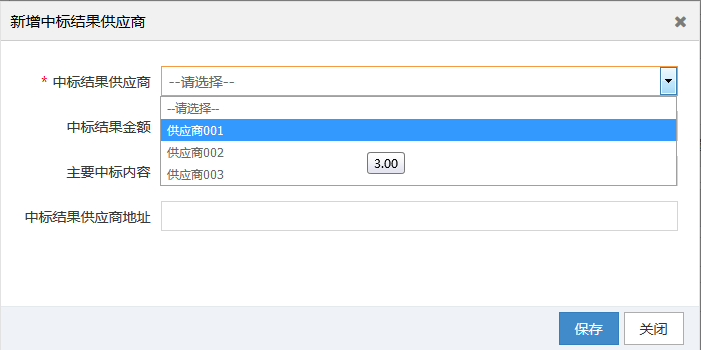 新增中标结果供应商 ✖
* 中标结果供应商 --请选择--
--请选择--
中标结果金额
供应商001
供应商002
主要中标内容 3.00
供应商003
中标结果供应商地址
保存 关闭